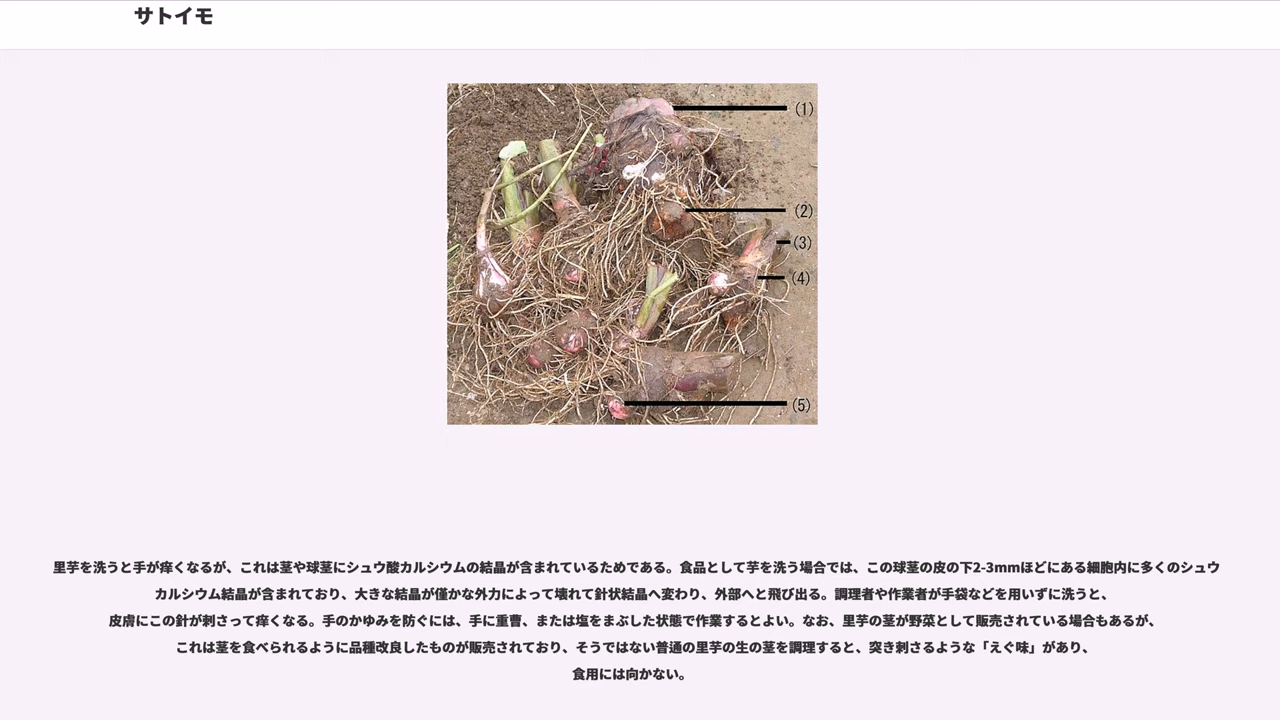 サトイモ
(1)
(2)
(3)
(4)
(5)
里芋を洗うと手が痒くなるが、これは茎や球茎にシュウ酸カルシウムの結晶が含まれているためである。食品として芋を洗う場合では、この球茎の皮の下2-3mmほどにある細胞内に多くのシュウ
カルシウム結晶が含まれており、大きな結晶が僅かな外力によって壊れて針状結晶へ変わり、外部へと飛び出る。調理者や作業者が手袋などを用いずに洗うと、
皮膚にこの針が刺さって痒くなる。手のかゆみを防ぐには、手に重曹、または塩をまぶした状態で作業するとよい。なお、里芋の茎が野菜として販売されている場合もあるが、
これは茎を食べられるように品種改良したものが販売されており、そうではない普通の里芋の生の茎を調理すると、突き刺さるような「えぐ味」があり、
食用には向かない。